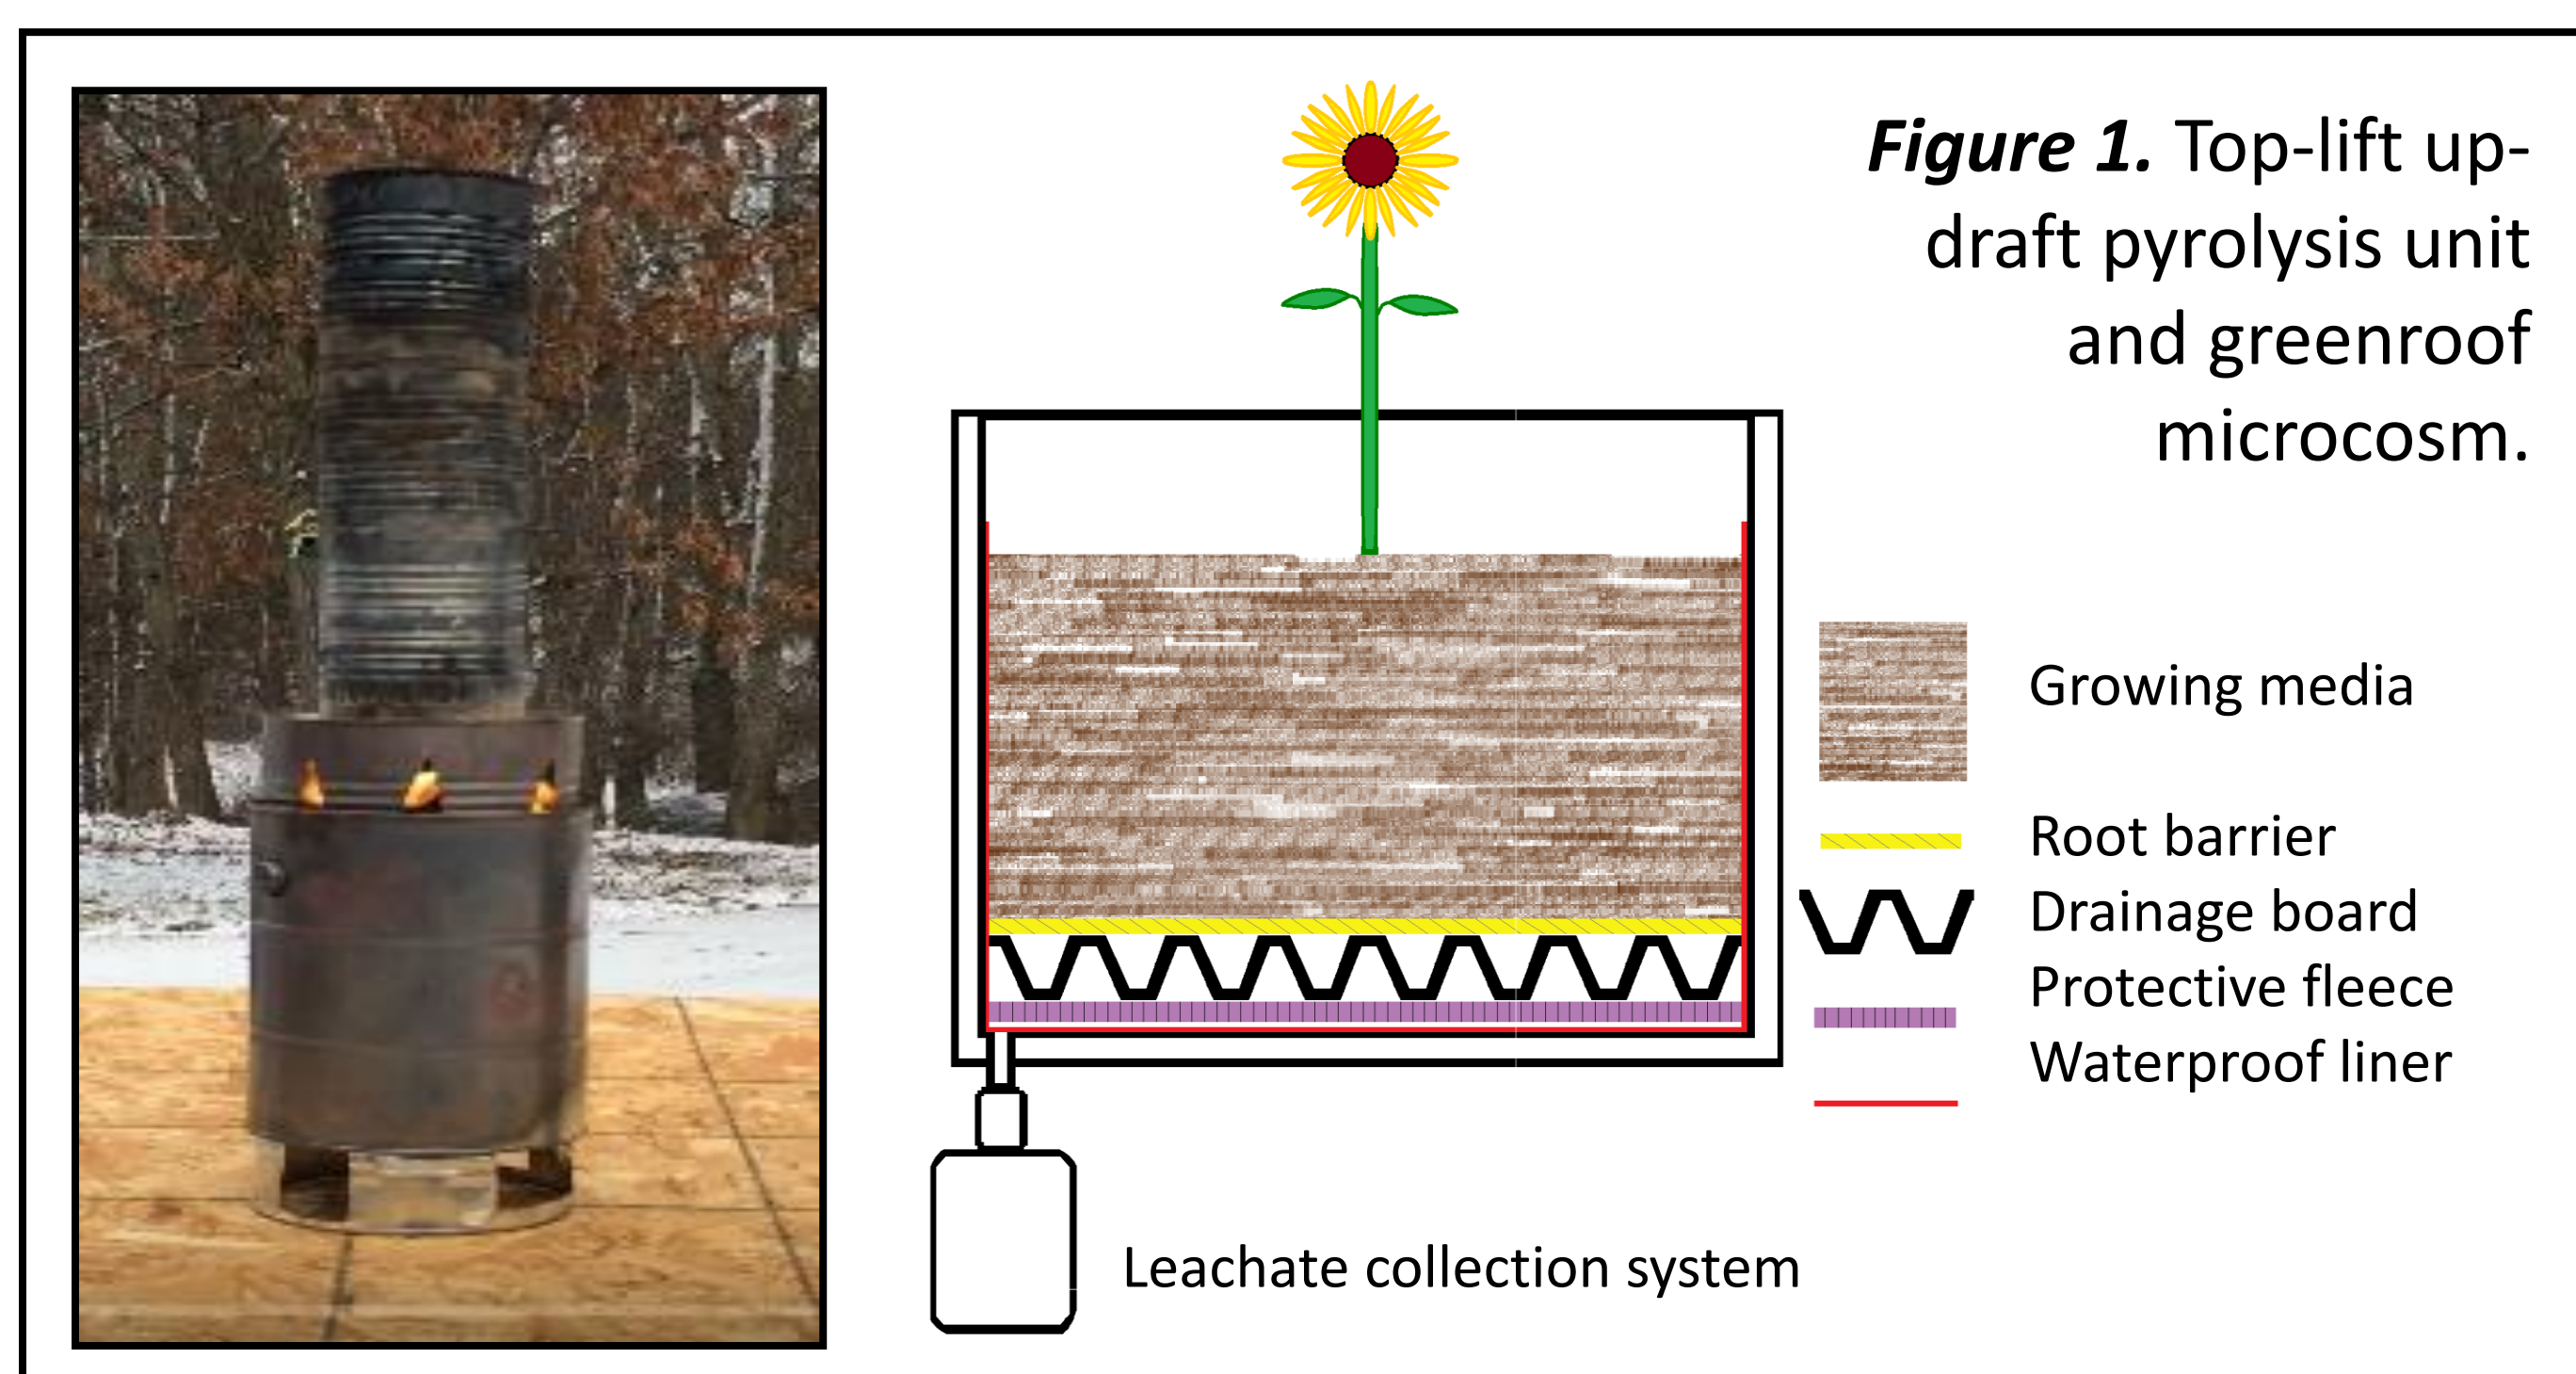 Figure 1. Top-lift up-
draft pyrolysis unit
and greenroof
microcosm.
Growing media
Root barrier
Drainage board
Protective fleece
Waterproof liner
Leachate collection system